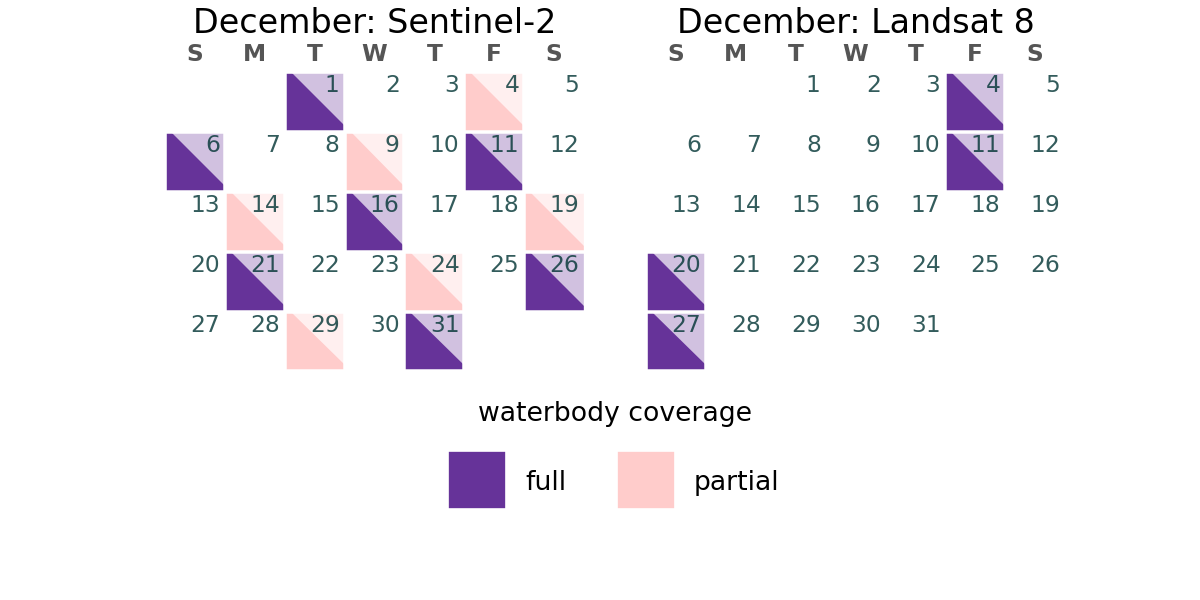 December: Sentinel-2
S M T W T F S
1 2 3 4 5
6 7 8 9 10 11 12
13 14 15 16 17 18 19
20 21 22 23 24 25 26
27 28 29 30 31
December: Landsat 8
S M T W T F S
1 2 3 4 5
6 7 8 9 10 11 12
13 14 15 16 17 18 19
20 21 22 23 24 25 26
27 28 29 30 31
waterbody coverage
full partial